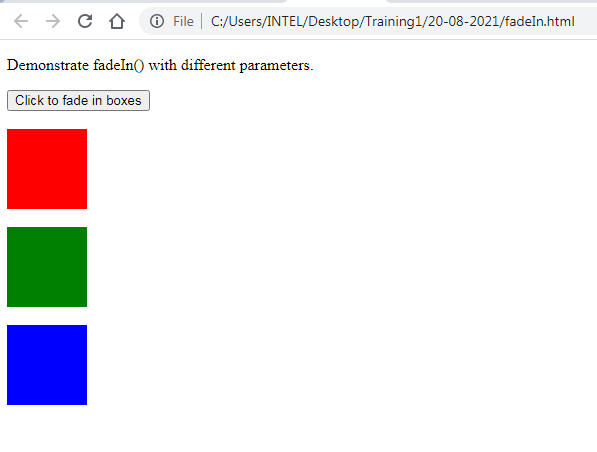 File C:/Users/INTEL/Desktop/Training1/20-08-2021/fadeIn.html
Demonstrate fadeIn() with different parameters.
Click to fade in boxes